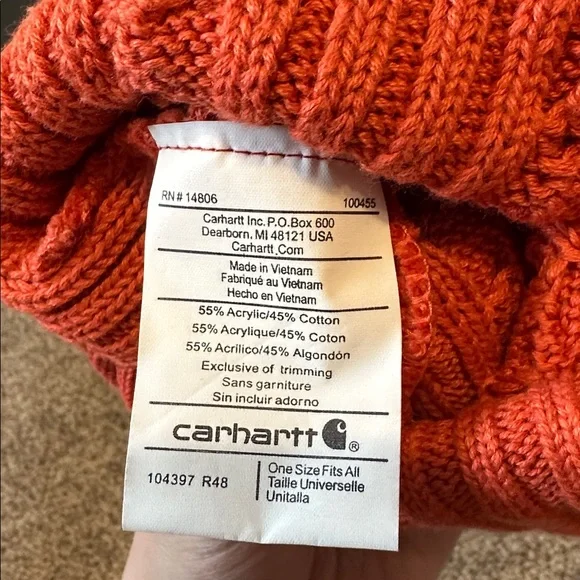 RN # 14806 100455
Carhartt Inc. P.O.Box 600
Dearborn. MI 48121 USA
Carhartt.Com
Made in Vietnam
Fabriqué au Vietnam
Hecho en Vietnam
55% Acrylic/45% Cotton
55% Acrylique/45% Coton
55% Acrílico/45% Algondón
Exclusive of trimming
Sans garniture
Sin incluir adorno
carhartt ®
104397 R48
One Size Fits All
Taille Universelle
Unitalla